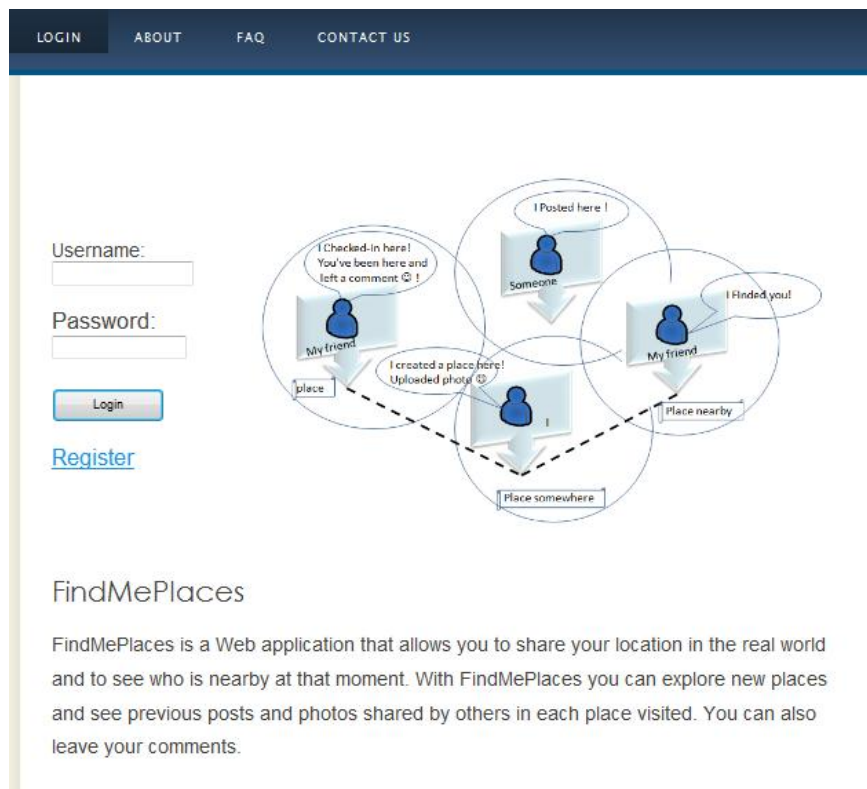 LOGIN ABOUT FAQ CONTACT US
Username:
Password:
Login
Register
I Posted here !
Someone
I Checked-In here!
You've been here and
left a comment ☺ !
My friend
place
I Finded you!
My friend
Place nearby
I created a place here!
Uploaded photo ☺
I
Place somewhere
FindMePlaces
FindMePlaces is a Web application that allows you to share your location in the real world
and to see who is nearby at that moment. With FindMePlaces you can explore new places
and see previous posts and photos shared by others in each place visited. You can also
leave your comments.